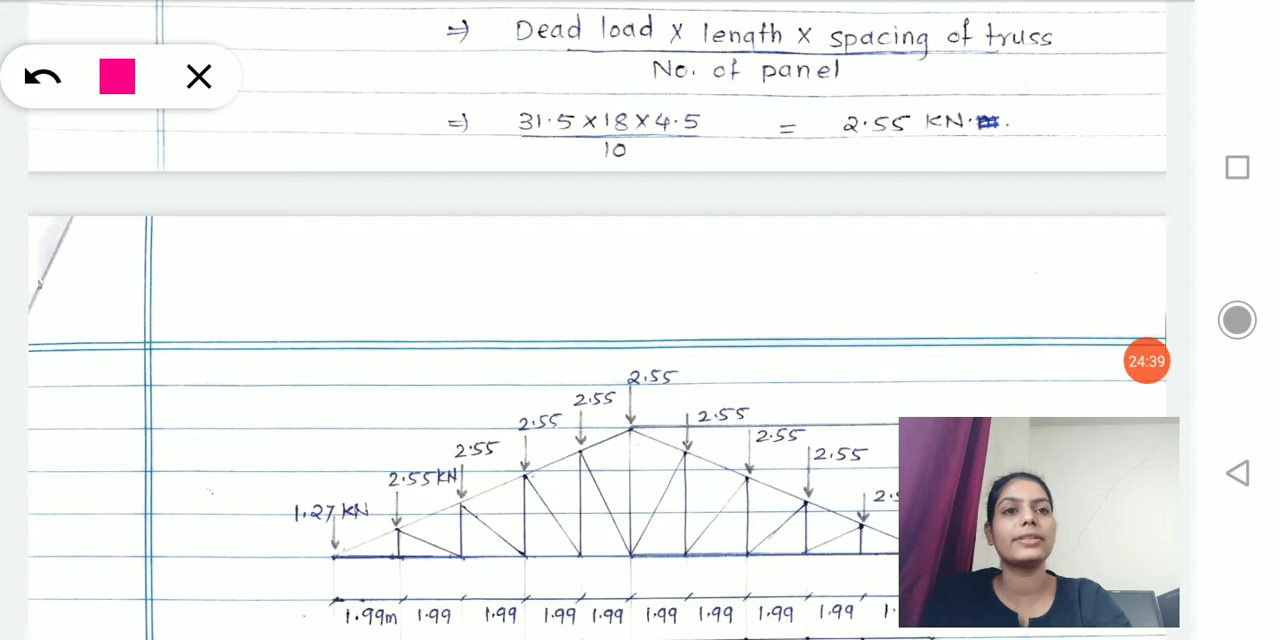 ⇒ Dead load x length x spacing of truss
No. of panel
⇒ 31.5 x 18 x 4.5 = 2.55 KN.
10
24:39
2.55
2.55 2.55
2.55 2.55
2.55 2.55
2.55KN
1.27 KN
1.99m 1.99 1.99 1.99 1.99 1.99 1.99 1.99 1.99